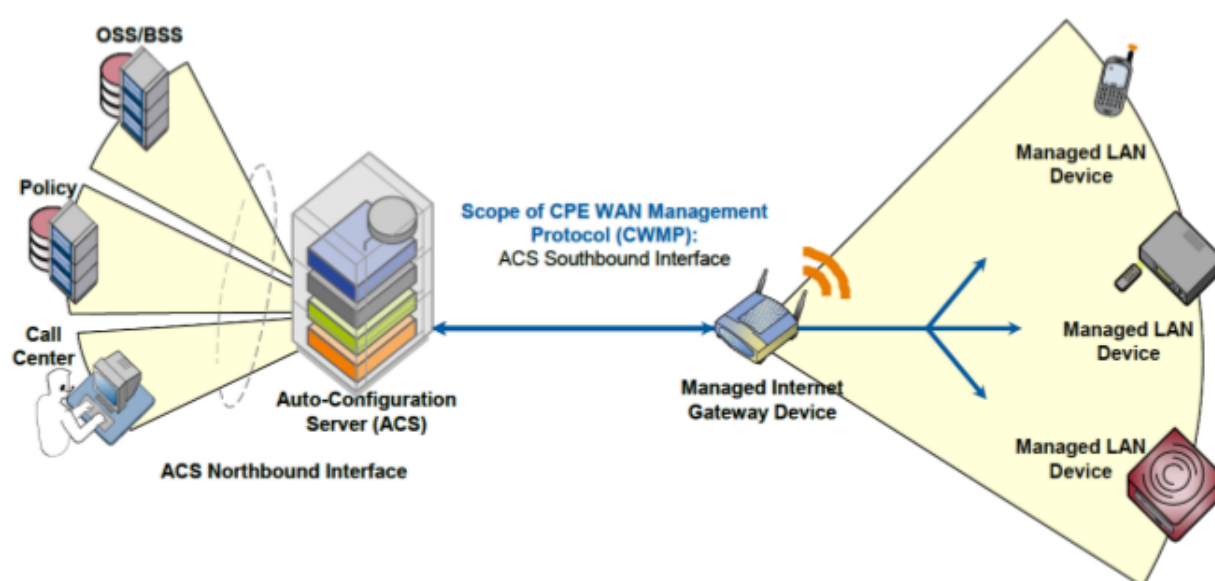 OSS/BSS
Policy
Call
Center
Auto-Configuration
Server (ACS)
ACS Northbound Interface
Scope of CPE WAN Management
Protocol (CWMP):
ACS Southbound Interface
Managed Internet
Gateway Device
Managed LAN
Device
Managed LAN
Device
Managed LAN
Device